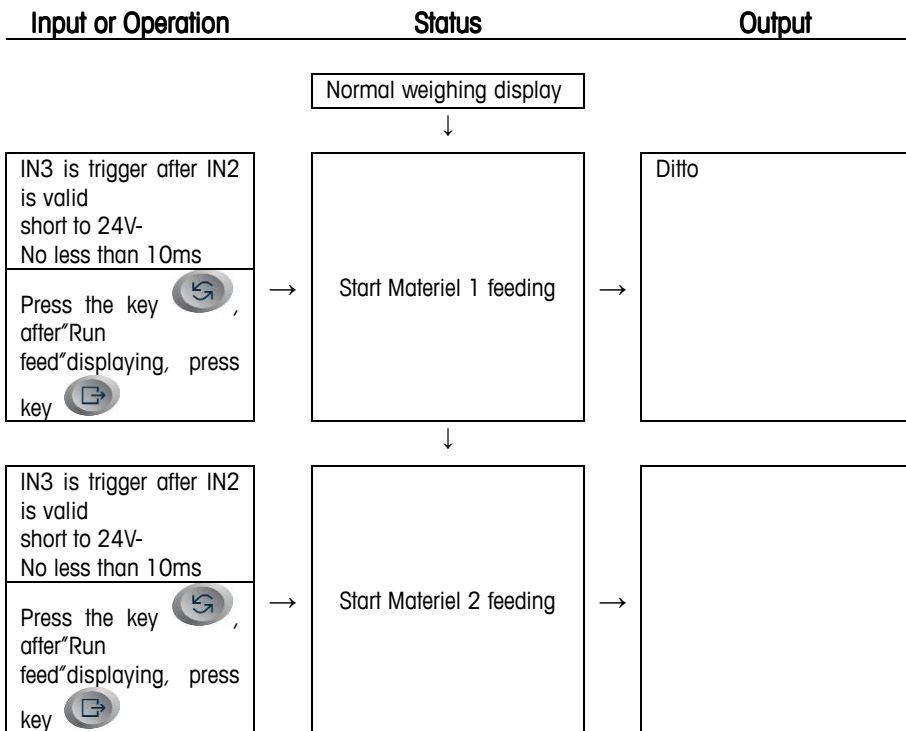 Input or Operation Status Output
Normal weighing display
↓
IN3 is trigger after IN2
is valid
short to 24V-
No less than 10ms
Press the key ,
after"Run
feed"displaying, press
key
→
Start Materiel 1 feeding
→
Ditto
↓
IN3 is trigger after IN2
is valid
short to 24V-
No less than 10ms
Press the key ,
after"Run
feed"displaying, press
key
→
Start Materiel 2 feeding
→